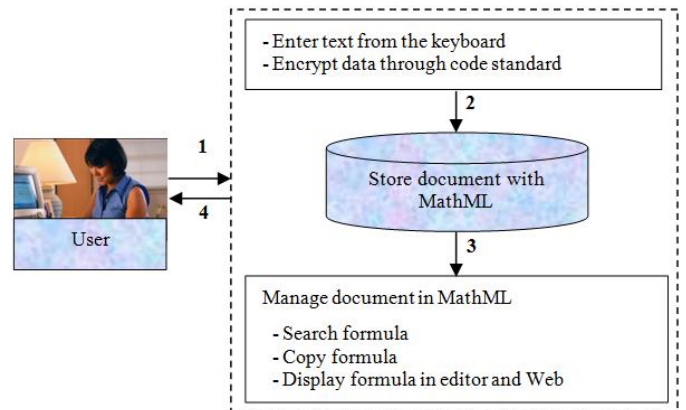 - Enter text from the keyboard
- Encrypt data through code standard
2
1
4
User
Store document with
MathML
3
Manage document in MathML
- Search formula
- Copy formula
- Display formula in editor and Web